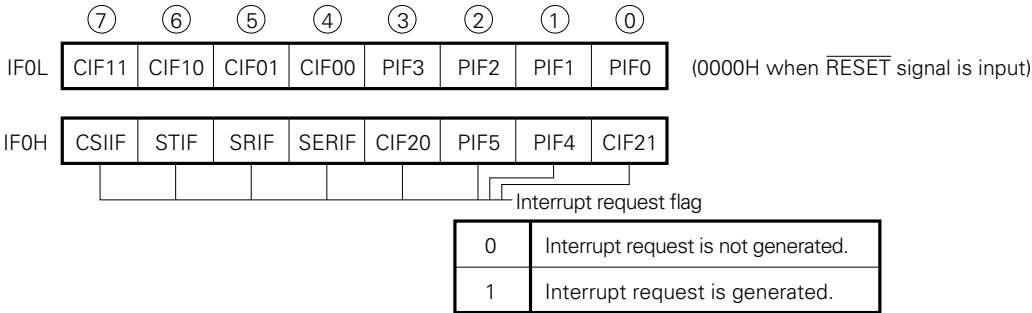 ⑦ ⑥ ⑤ ④ ③ ② ① ⓪
IF0L CIF11 CIF10 CIF01 CIF00 PIF3 PIF2 PIF1 PIF0 (0000H when R̅E̅S̅E̅T̅ signal is input)
IF0H CSIIF STIF SRIF SERIF CIF20 PIF5 PIF4 CIF21
Interrupt request flag
0 Interrupt request is not generated.
1 Interrupt request is generated.